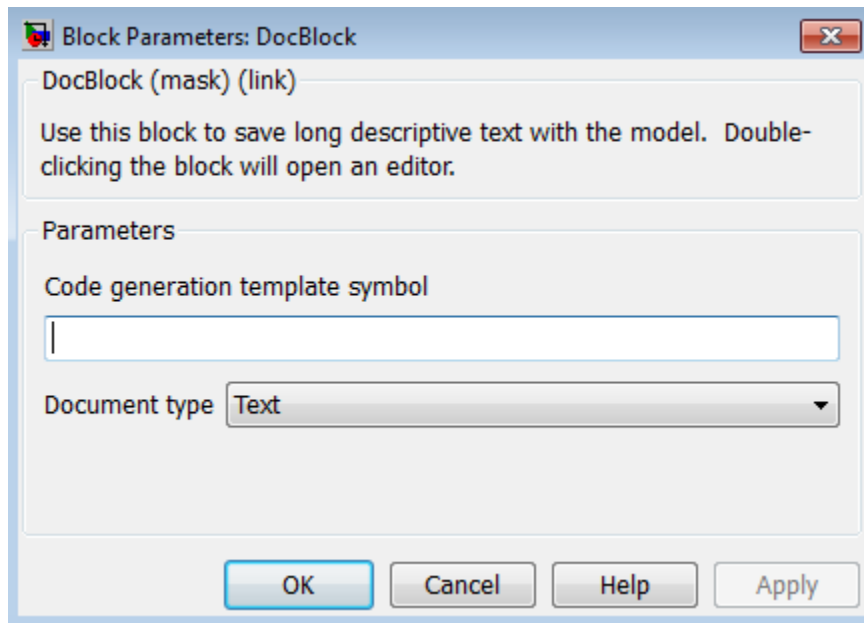 Block Parameters: DocBlock
DocBlock (mask) (link)
Use this block to save long descriptive text with the model.  Double-
clicking the block will open an editor.
Parameters
Code generation template symbol
Document type Text
OK Cancel Help Apply